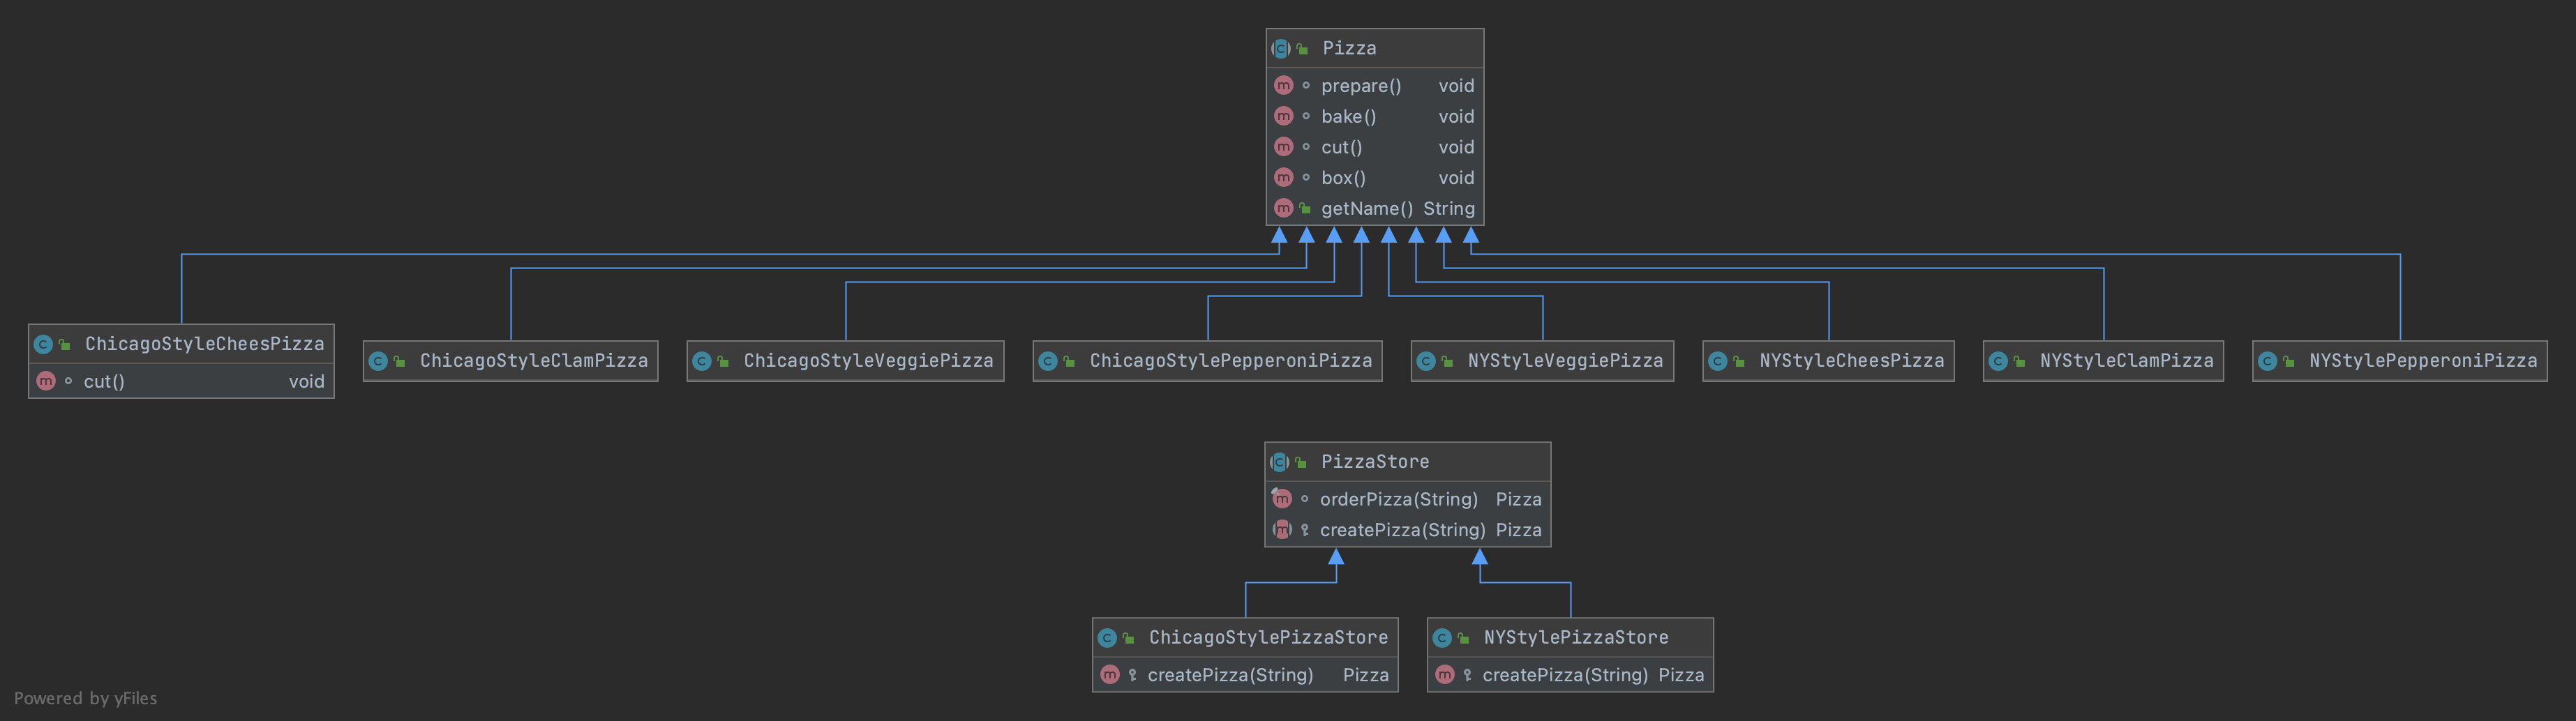 Pizza
prepare() void
bake() void
cut() void
box() void
getName() String
ChicagoStyleCheesPizza
cut() void
ChicagoStyleClamPizza
ChicagoStyleVeggiePizza
ChicagoStylePepperoniPizza
NYStyleVeggiePizza
NYStyleCheesPizza
NYStyleClamPizza
NYStylePepperoniPizza
PizzaStore
orderPizza(String) Pizza
createPizza(String) Pizza
ChicagoStylePizzaStore
createPizza(String) Pizza
NYStylePizzaStore
createPizza(String) Pizza
Powered by yFiles